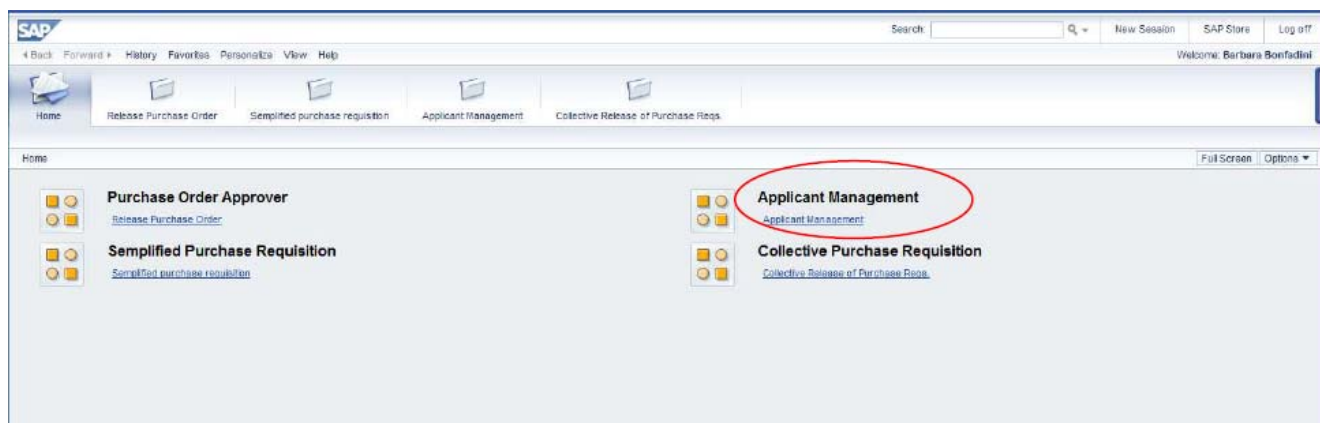 SAP
Search: New Session SAP Store Log off
Back Forward History Favorites Personalize View Help Welcome: Barbara Bonfadini
Home Release Purchase Order Semplified purchase requisition Applicant Management Collective Release of Purchase Reqs.
Home Full Screen Options
Purchase Order Approver
Release Purchase Order
Semplified Purchase Requisition
Semplified purchase requisition
Applicant Management
Applicant Management
Collective Purchase Requisition
Collective Release of Purchase Reqs.